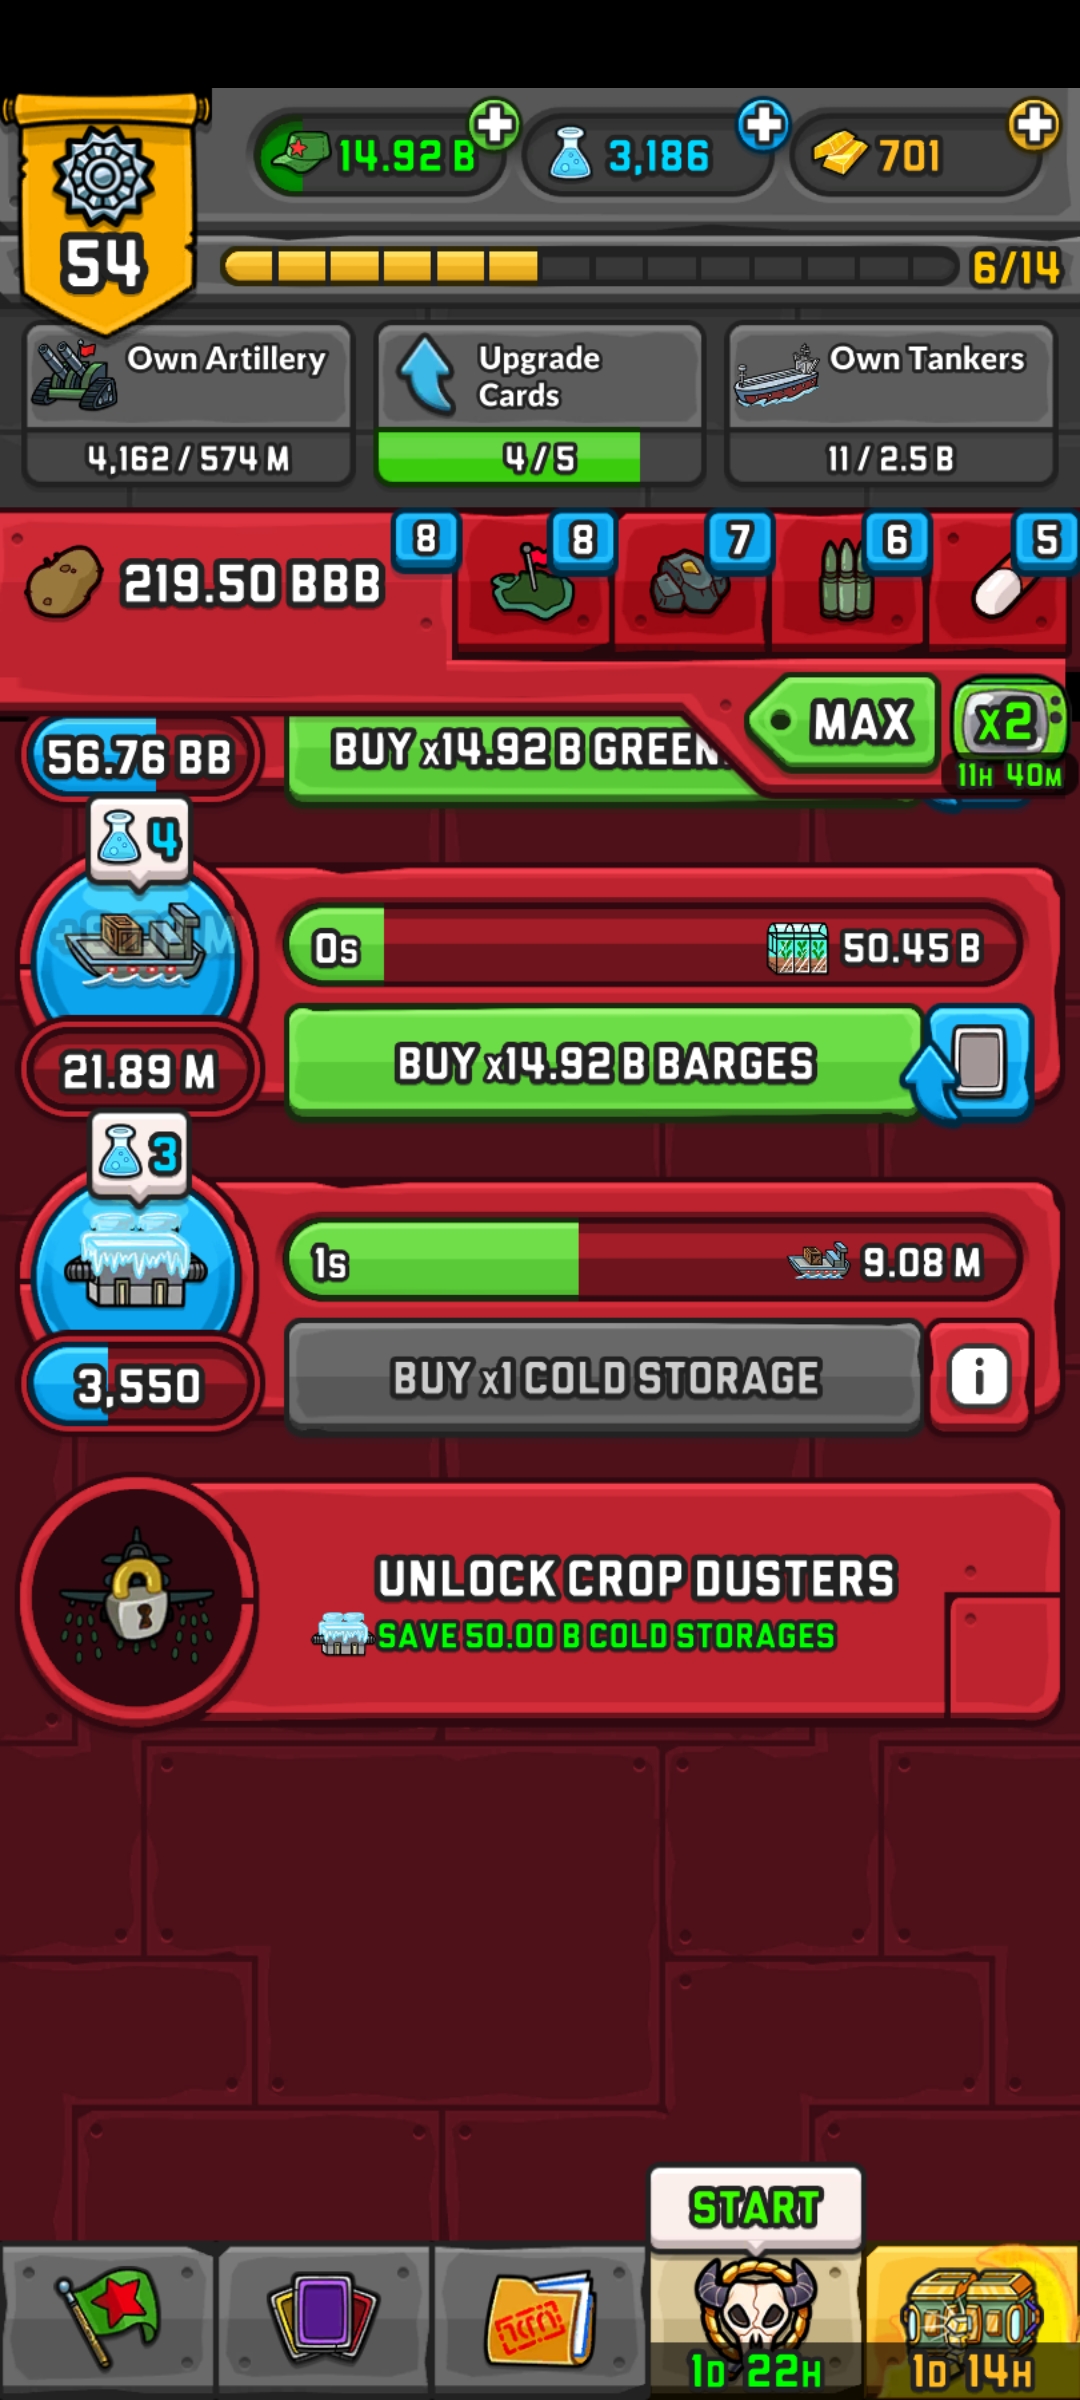 54
14.92 B
3,186
701
6/14
Own Artillery
4,162 / 574 M
Upgrade
Cards
4 / 5
Own Tankers
11 / 2.5 B
219.50 BBB
8
8
7
6
5
MAX
x2
11H 40M
56.76 BB
BUY x14.92 B GREEN
4
0s
50.45 B
21.89 M
BUY x14.92 B BARGES
3
1s
9.08 M
3,550
BUY x1 COLD STORAGE
i
UNLOCK CROP DUSTERS
SAVE 50.00 B COLD STORAGES
START
1D 22H
1D 14H